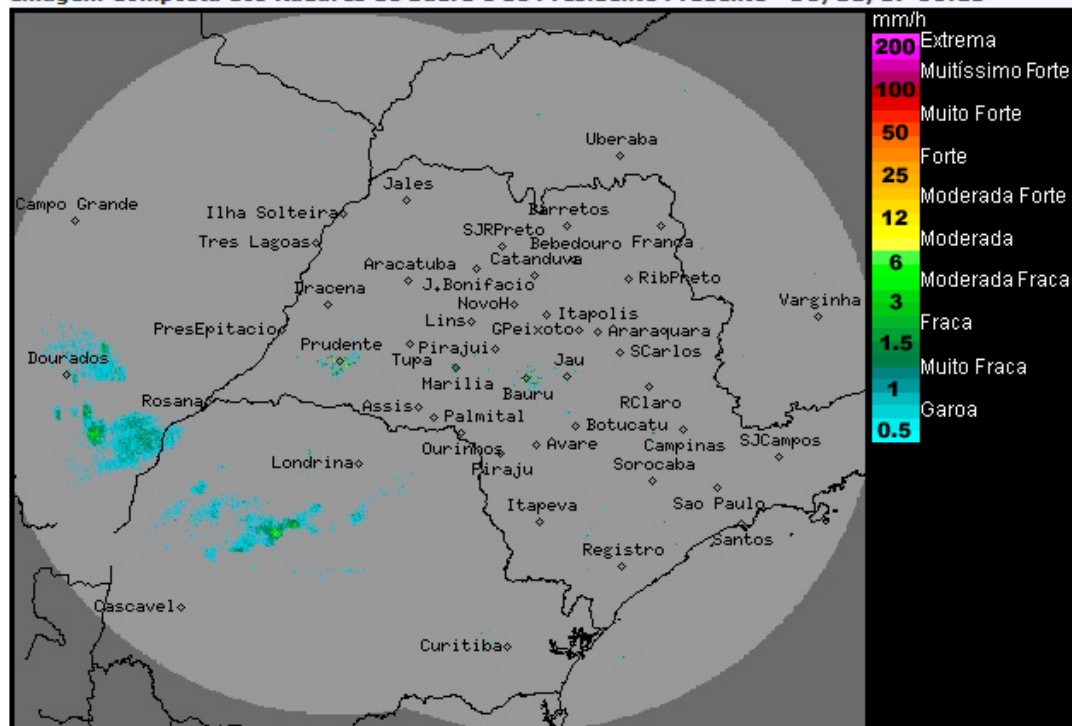 mm/h
200 Extrema
Muitíssimo Forte
100
Muito Forte
50
Forte
25
Moderada Forte
12
Moderada
6
Moderada Fraca
3
Fraca
1.5
Muito Fraca
1
Garoa
0.5
Uberaba
Jales
Campo Grande
Ilha Solteira
Barretos
SJRPreto
Tres Lagoas
Bebedouro
Franca
Aracatuba
Catanduva
Dracena
J.Bonifacio
RibPreto
NovoH
Varginha
Itapolis
PresEpitacio
Lins
GPeixoto
Araraquara
Prudente
Pirajui
SCarlos
Dourados
Tupa
Jau
Marilia
Bauru
Rosana
Assis
RClaro
Palmital
Botucatu
Ourinhos
Avare
Campinas
SJCampos
Londrina
Piraju
Sorocaba
Itapeva
Sao Paulo
Santos
Registro
Cascavel
Curitiba